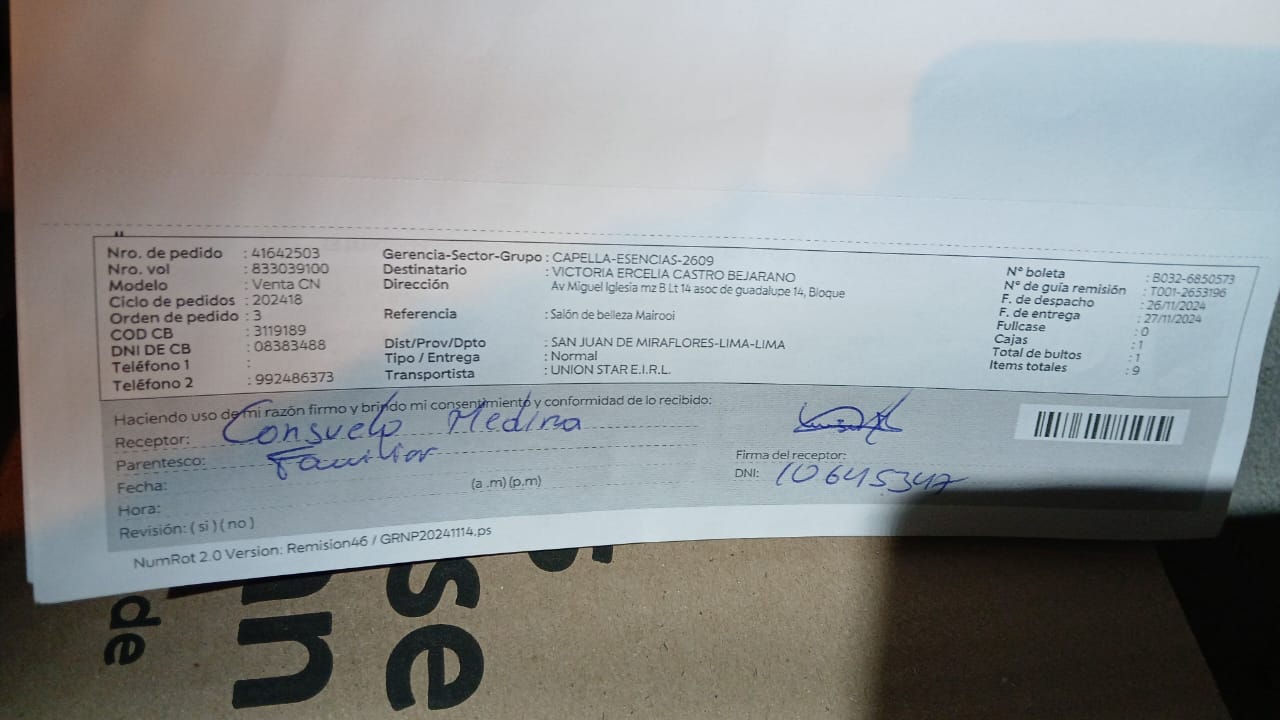 Nro. de pedido : 41642503
Nro. vol : 833039100
Modelo : Venta CN
Ciclo de pedidos : 202418
Orden de pedido : 3
COD CB : 3119189
DNI DE CB : 08383488
Teléfono 1 :
Teléfono 2 : 992486373
Gerencia-Sector-Grupo : CAPELLA-ESENCIAS-2609
Destinatario : VICTORIA ERCELIA CASTRO BEJARANO
Dirección Av Miguel Iglesia mz B Lt 14 asoc de guadalupe 14, Bloque
Referencia : Salón de belleza Mairooi
Dist/Prov/Dpto : SAN JUAN DE MIRAFLORES-LIMA-LIMA
Tipo / Entrega : Normal
Transportista : UNION STAR E.I.R.L.
N° boleta : B032-6850573
N° de guía remisión : T001-2653196
F. de despacho : 26/11/2024
F. de entrega : 27/11/2024
Fullcase : 0
Cajas : 1
Total de bultos : 1
Items totales : 9
Haciendo uso de mi razón firmo y brindo mi consentimiento y conformidad de lo recibido:
Receptor: Consuelo Medina
Parentesco: Familiar
Fecha: (a .m) (p.m)
Hora:
Revisión: ( si ) ( no )
Firma del receptor:
DNI: 10645347
NumRot 2.0 Version: Remision46 / GRNP20241114.ps
de
se